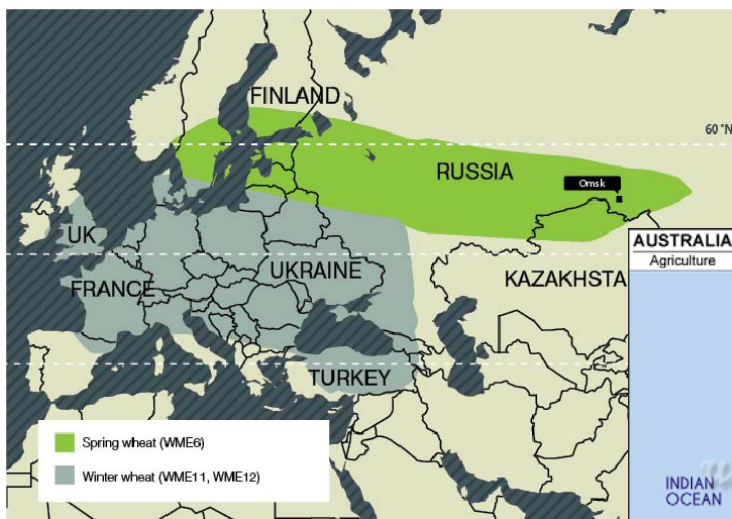 FINLAND
60 °N
RUSSIA
Omsk
UK
UKRAINE
FRANCE
KAZAKHSTA
TURKEY
Spring wheat (WME6)
Winter wheat (WME11, WME12)
AUSTRALIA
Agriculture
INDIAN
OCEAN